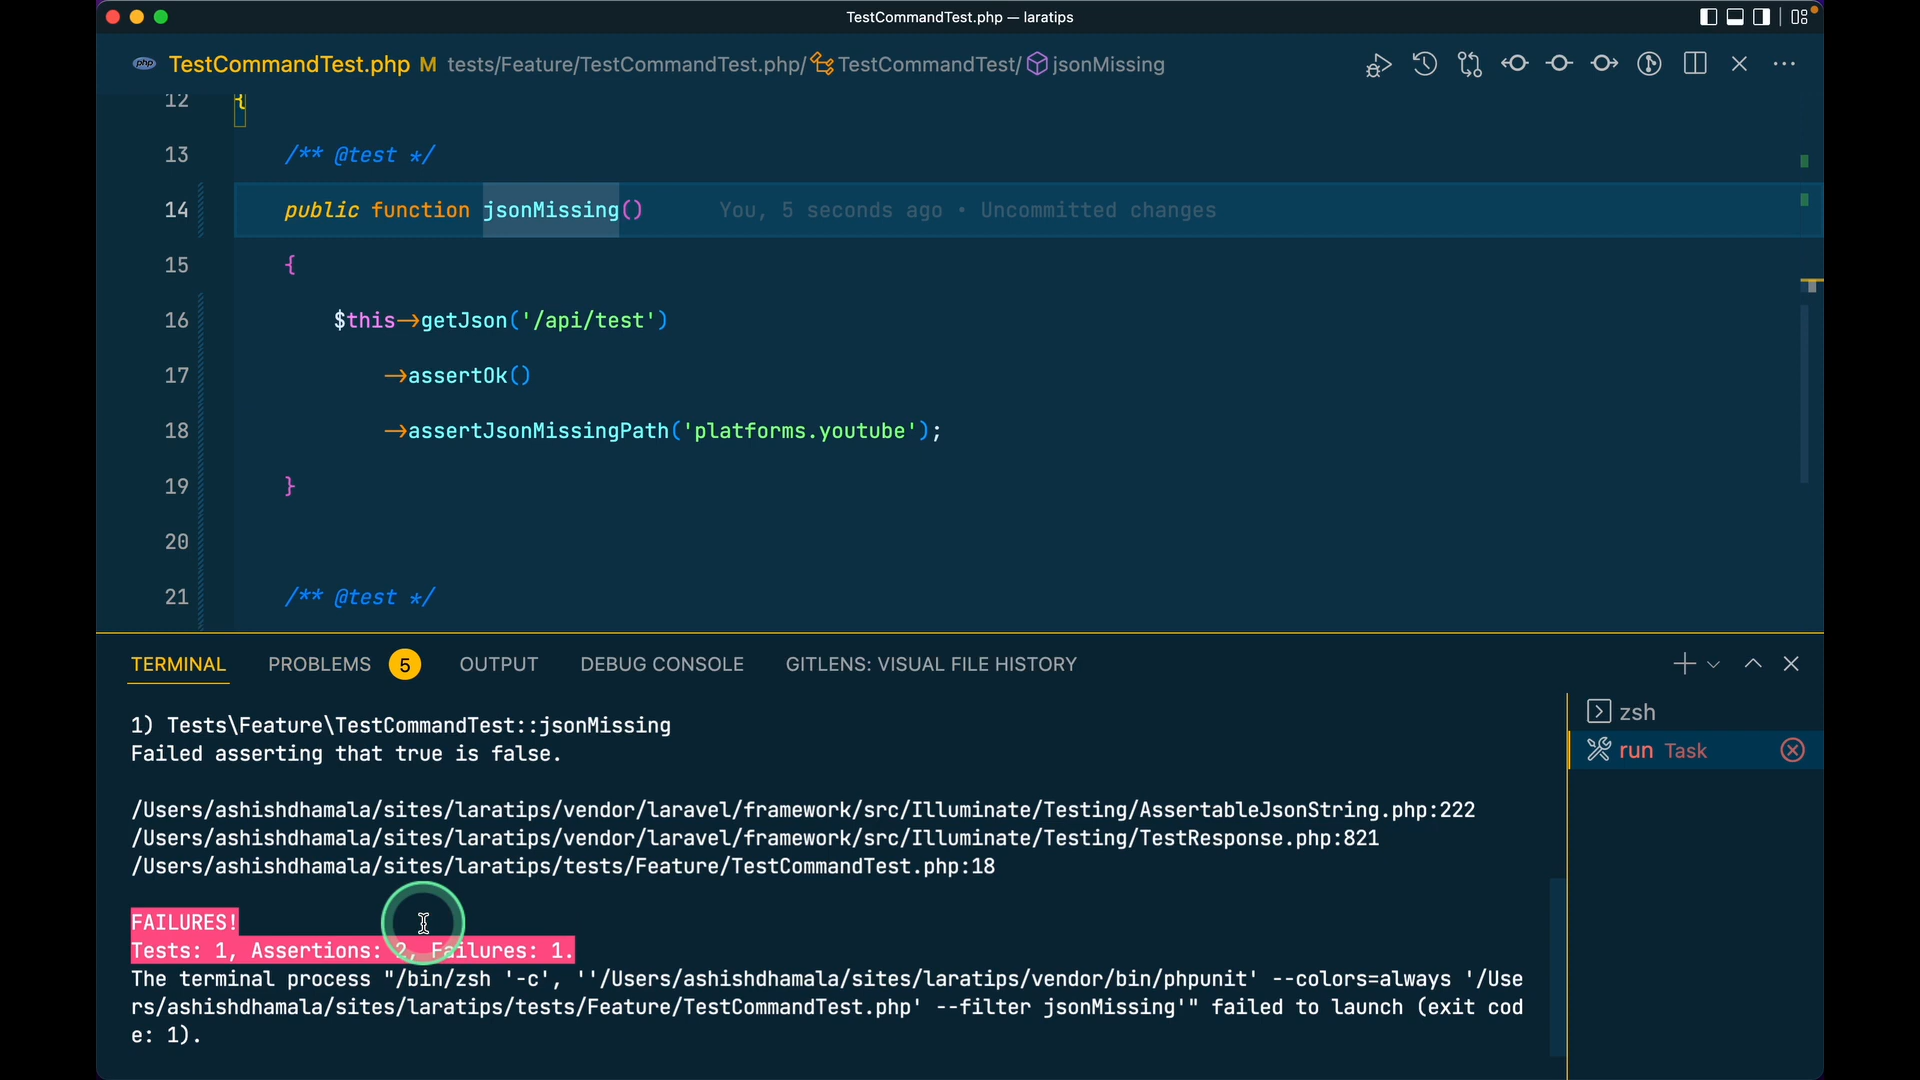 TestCommandTest.php — laratips
php TestCommandTest.php M tests/Feature/TestCommandTest.php/ TestCommandTest/ jsonMissing
12 {
13 /** @test */
14 public function jsonMissing() You, 5 seconds ago • Uncommitted changes
15 {
16 $this→getJson('/api/test')
17 →assertOk()
18 →assertJsonMissingPath('platforms.youtube');
19 }
20
21 /** @test */
TERMINAL PROBLEMS 5 OUTPUT DEBUG CONSOLE GITLENS: VISUAL FILE HISTORY
zsh
run Task
1) Tests\Feature\TestCommandTest::jsonMissing
Failed asserting that true is false.
/Users/ashishdhamala/sites/laratips/vendor/laravel/framework/src/Illuminate/Testing/AssertableJsonString.php:222
/Users/ashishdhamala/sites/laratips/vendor/laravel/framework/src/Illuminate/Testing/TestResponse.php:821
/Users/ashishdhamala/sites/laratips/tests/Feature/TestCommandTest.php:18
FAILURES!
Tests: 1, Assertions: 2, Failures: 1.
The terminal process "/bin/zsh '-c', ''/Users/ashishdhamala/sites/laratips/vendor/bin/phpunit' --colors=always '/Use
rs/ashishdhamala/sites/laratips/tests/Feature/TestCommandTest.php' --filter jsonMissing'" failed to launch (exit cod
e: 1).